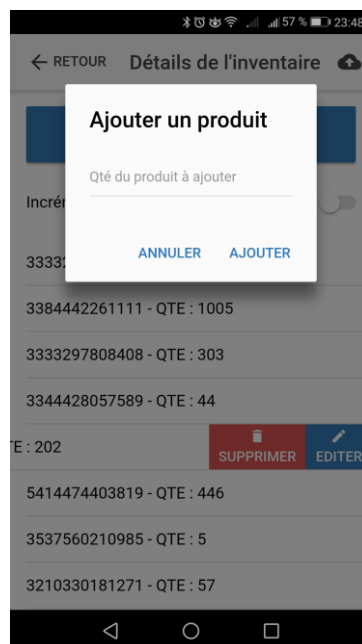 57 % 23:48
RETOUR Détails de l'inventaire
Ajouter un produit
Qté du produit à ajouter
Incré
ANNULER AJOUTER
3333
3384442261111 - QTE : 1005
3333297808408 - QTE : 303
3344428057589 - QTE : 44
E : 202 SUPPRIMER EDITER
5414474403819 - QTE : 446
3537560210985 - QTE : 5
3210330181271 - QTE : 57